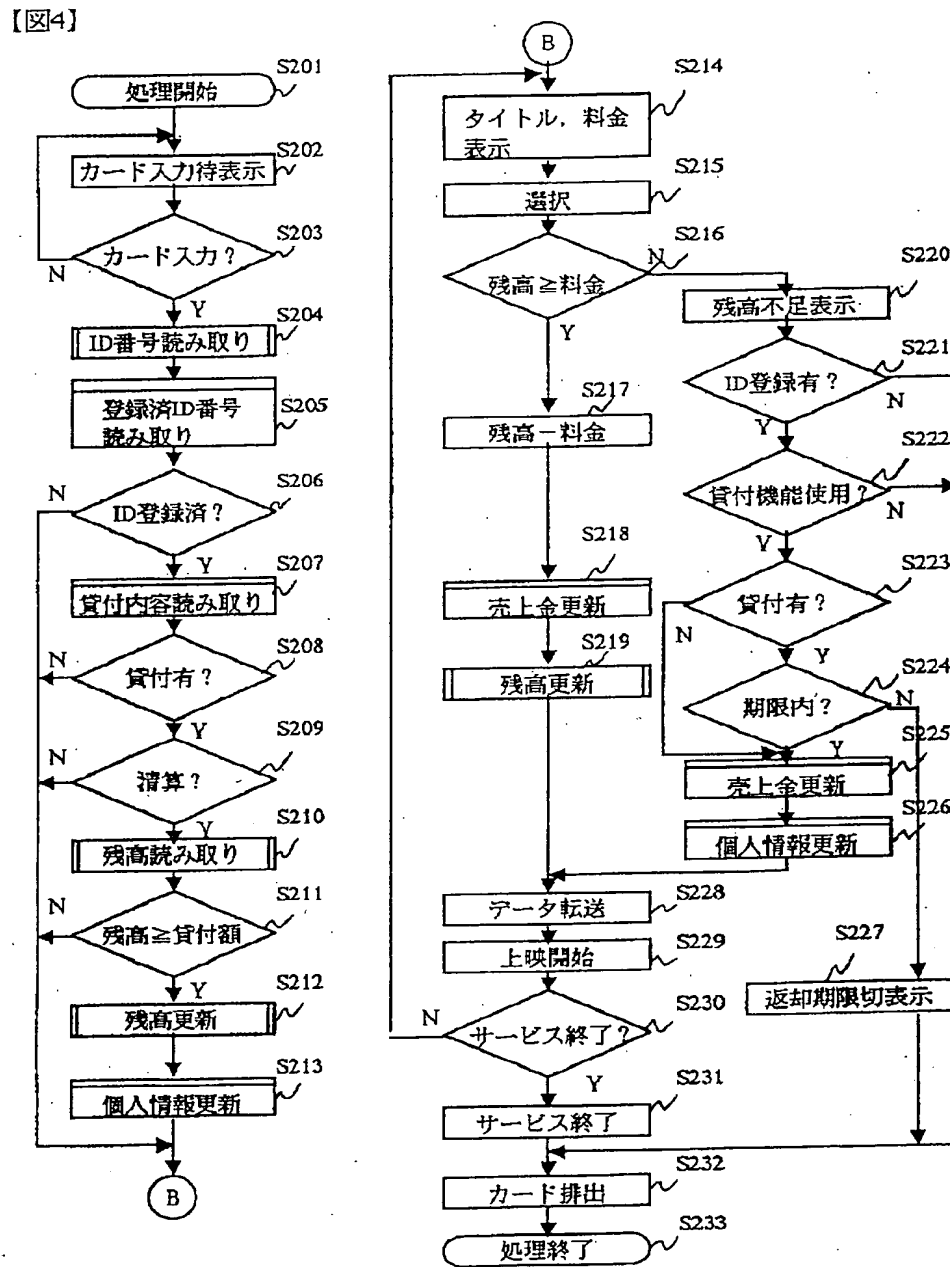 【図4】
S201
処理開始
S202
カード入力待表示
S203
カード入力？
N
Y
S204
ID番号読み取り
S205
登録済ID番号
読み取り
S206
N
ID登録済？
Y
S207
貸付内容読み取り
S208
N
貸付有？
Y
S209
N
清算？
Y
S210
残高読み取り
S211
N
残高≧貸付額
Y
S212
残高更新
S213
個人情報更新
B
B
S214
タイトル，料金
表示
S215
選択
S216
残高≧料金
N
Y
S217
残高－料金
S218
売上金更新
S219
残高更新
S220
残高不足表示
S221
ID登録有？
N
Y
S222
貸付機能使用？
N
Y
S223
貸付有？
N
Y
S224
期限内？
N
Y
S225
売上金更新
S226
個人情報更新
S227
返却期限切表示
S228
データ転送
S229
上映開始
S230
N
サービス終了？
Y
S231
サービス終了
S232
カード排出
S233
処理終了